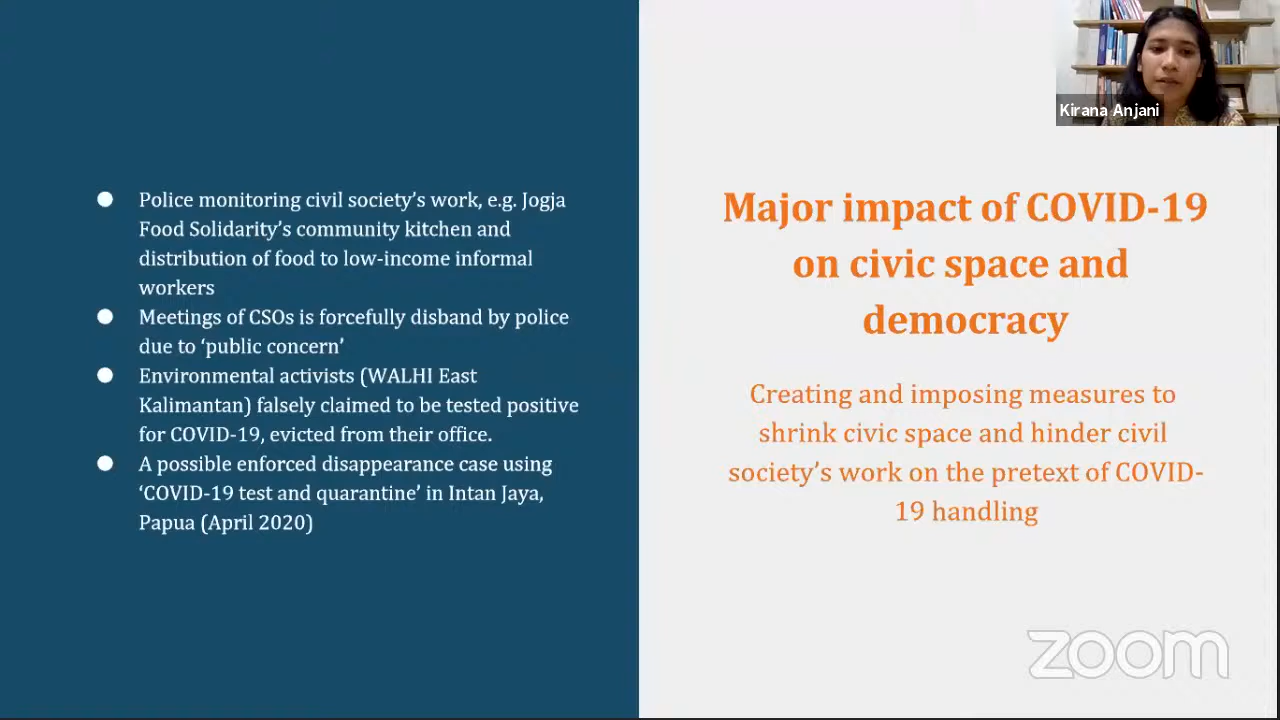 ● Police monitoring civil society's work, e.g. Jogja
Food Solidarity's community kitchen and
distribution of food to low-income informal
workers
● Meetings of CSOs is forcefully disband by police
due to 'public concern'
● Environmental activists (WALHI East
Kalimantan) falsely claimed to be tested positive
for COVID-19, evicted from their office.
● A possible enforced disappearance case using
'COVID-19 test and quarantine' in Intan Jaya,
Papua (April 2020)
Kirana Anjani
Major impact of COVID-19
on civic space and
democracy
Creating and imposing measures to
shrink civic space and hinder civil
society's work on the pretext of COVID-
19 handling
zoom